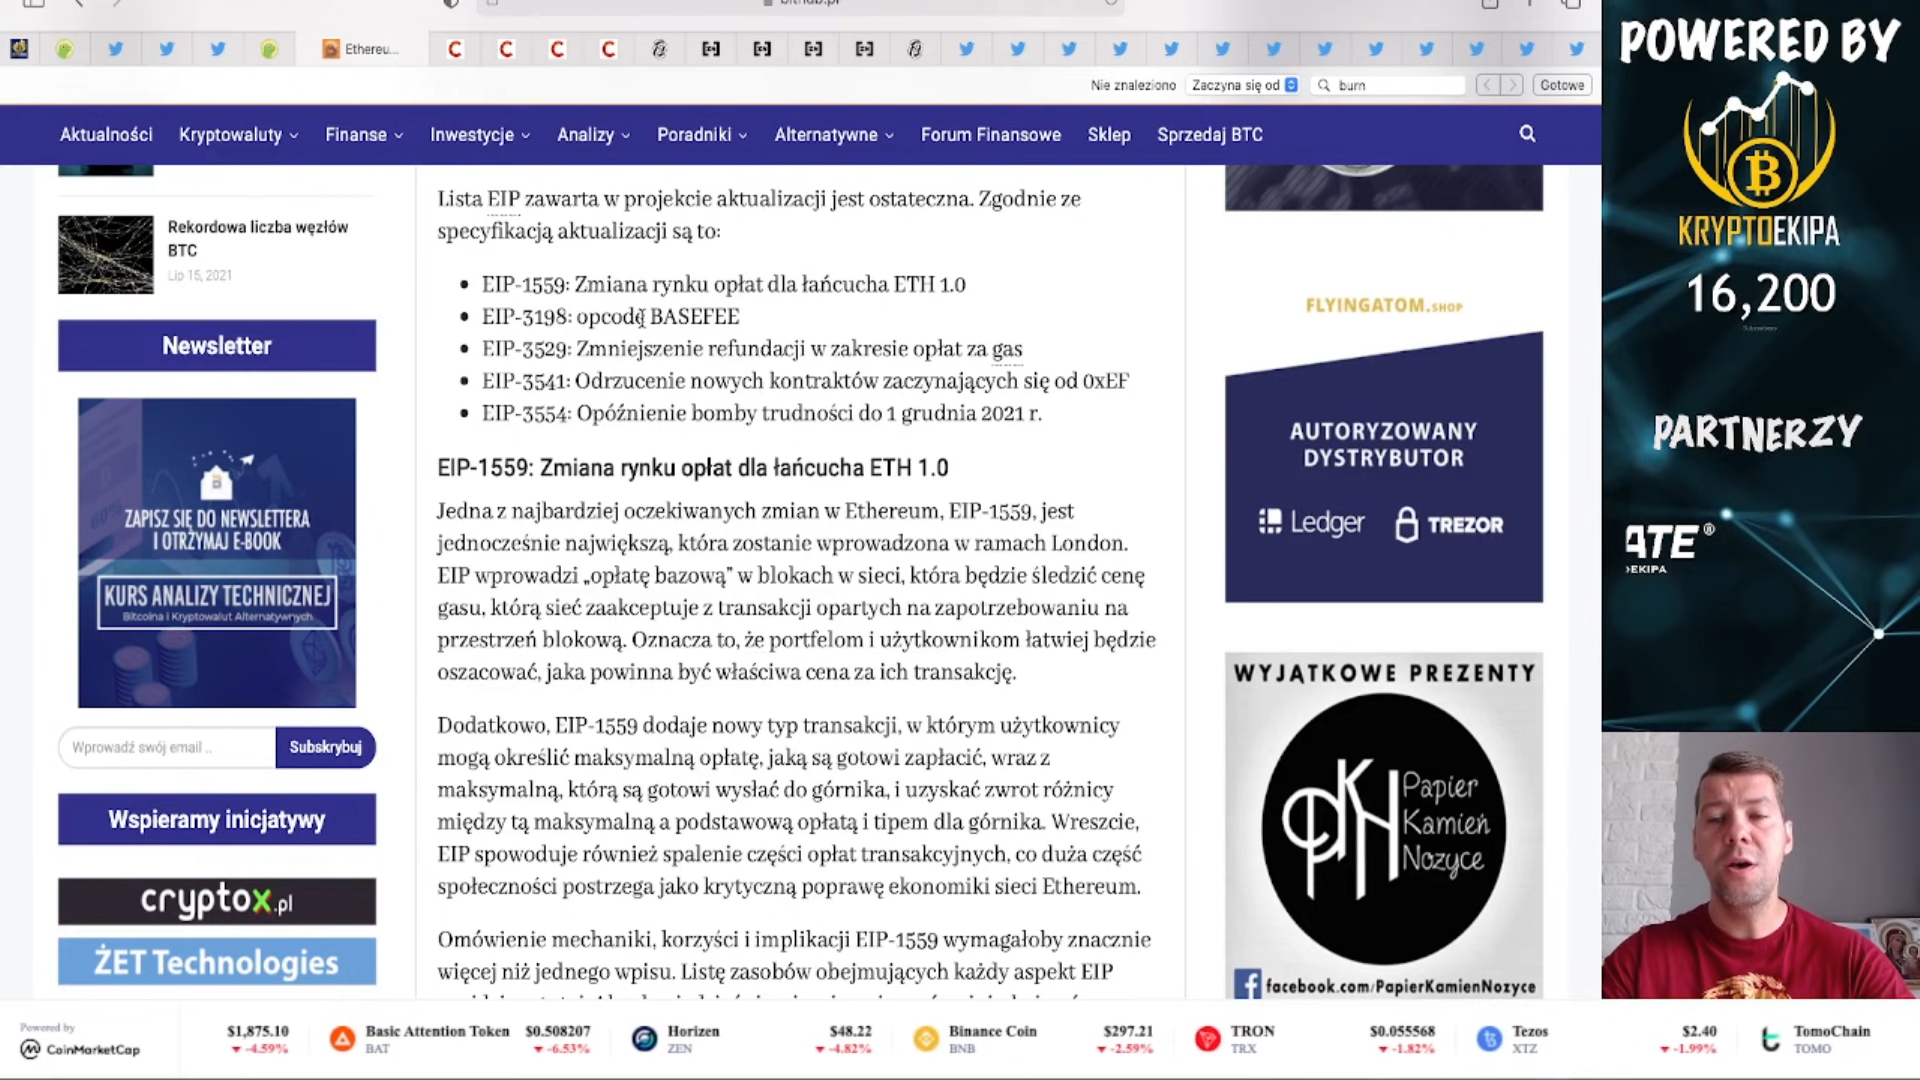 Ethereu...
Nie znaleziono
Zaczyna się od
burn
Gotowe
Aktualności
Kryptowaluty
Finanse
Inwestycje
Analizy
Poradniki
Alternatywne
Forum Finansowe
Sklep
Sprzedaj BTC
Rekordowa liczba węzłów
BTC
Lip 15, 2021
Newsletter
ZAPISZ SIĘ DO NEWSLETTERA
I OTRZYMAJ E-BOOK
KURS ANALIZY TECHNICZNEJ
Bitcoina i Kryptowalut Alternatywnych
Wprowadź swój email ..
Subskrybuj
Wspieramy inicjatywy
cryptox.pl
ŻET Technologies
Lista EIP zawarta w projekcie aktualizacji jest ostateczna. Zgodnie ze
specyfikacją aktualizacji są to:
EIP-1559: Zmiana rynku opłat dla łańcucha ETH 1.0
EIP-3198: opcode BASEFEE
EIP-3529: Zmniejszenie refundacji w zakresie opłat za gas
EIP-3541: Odrzucenie nowych kontraktów zaczynających się od 0xEF
EIP-3554: Opóźnienie bomby trudności do 1 grudnia 2021 r.
EIP-1559: Zmiana rynku opłat dla łańcucha ETH 1.0
Jedna z najbardziej oczekiwanych zmian w Ethereum, EIP-1559, jest
jednocześnie największą, która zostanie wprowadzona w ramach London.
EIP wprowadzi „opłatę bazową” w blokach w sieci, która będzie śledzić cenę
gasu, którą sieć zaakceptuje z transakcji opartych na zapotrzebowaniu na
przestrzeń blokową. Oznacza to, że portfelom i użytkownikom łatwiej będzie
oszacować, jaka powinna być właściwa cena za ich transakcję.
Dodatkowo, EIP-1559 dodaje nowy typ transakcji, w którym użytkownicy
mogą określić maksymalną opłatę, jaką są gotowi zapłacić, wraz z
maksymalną, którą są gotowi wysłać do górnika, i uzyskać zwrot różnicy
między tą maksymalną a podstawową opłatą i tipem dla górnika. Wreszcie,
EIP spowoduje również spalenie części opłat transakcyjnych, co duża część
społeczności postrzega jako krytyczną poprawę ekonomiki sieci Ethereum.
Omówienie mechaniki, korzyści i implikacji EIP-1559 wymagałoby znacznie
więcej niż jednego wpisu. Listę zasobów obejmujących każdy aspekt EIP
FLYINGATOM.SHOP
AUTORYZOWANY
DYSTRYBUTOR
Ledger
TREZOR
WYJĄTKOWE PREZENTY
PKN
Papier
Kamień
Nożyce
facebook.com/PapierKamienNozyce
POWERED BY
KRYPTOEKIPA
16,200
PARTNERZY
ATE®
EKIPA
Powered by
CoinMarketCap
$1,875.10
-4.59%
Basic Attention Token
BAT
$0.508207
-6.53%
Horizen
ZEN
$48.22
-4.82%
Binance Coin
BNB
$297.21
-2.59%
TRON
TRX
$0.055568
-1.82%
Tezos
XTZ
$2.40
-1.99%
TomoChain
TOMO